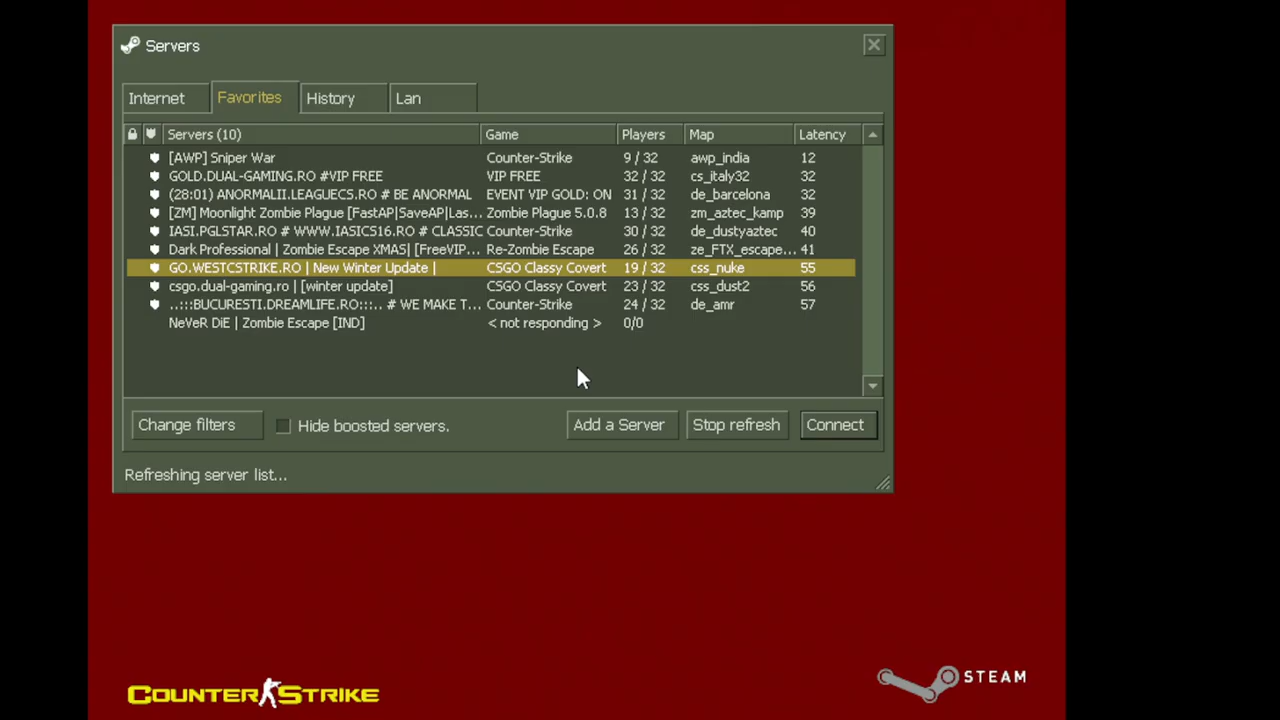 Servers
Internet Favorites History Lan
Servers (10) Game Players Map Latency
[AWP] Sniper War Counter-Strike 9 / 32 awp_india 12
GOLD.DUAL-GAMING.RO #VIP FREE VIP FREE 32 / 32 cs_italy32 32
(28:01) ANORMALII.LEAGUECS.RO # BE ANORMAL EVENT VIP GOLD: ON 31 / 32 de_barcelona 32
[ZM] Moonlight Zombie Plague [FastAP|SaveAP|Las... Zombie Plague 5.0.8 13 / 32 zm_aztec_kamp 39
IASI.PGLSTAR.RO # WWW.IASICS16.RO # CLASSIC Counter-Strike 30 / 32 de_dustyaztec 40
Dark Professional | Zombie Escape XMAS| [FreeVIP... Re-Zombie Escape 26 / 32 ze_FTX_escape... 41
GO.WESTCSTRIKE.RO | New Winter Update | CSGO Classy Covert 19 / 32 css_nuke 55
csgo.dual-gaming.ro | [winter update] CSGO Classy Covert 23 / 32 css_dust2 56
..:::BUCURESTI.DREAMLIFE.RO:::.. # WE MAKE T... Counter-Strike 24 / 32 de_amr 57
NeVeR DiE | Zombie Escape [IND] < not responding > 0/0
Change filters Hide boosted servers. Add a Server Stop refresh Connect
Refreshing server list...
COUNTER STRIKE STEAM